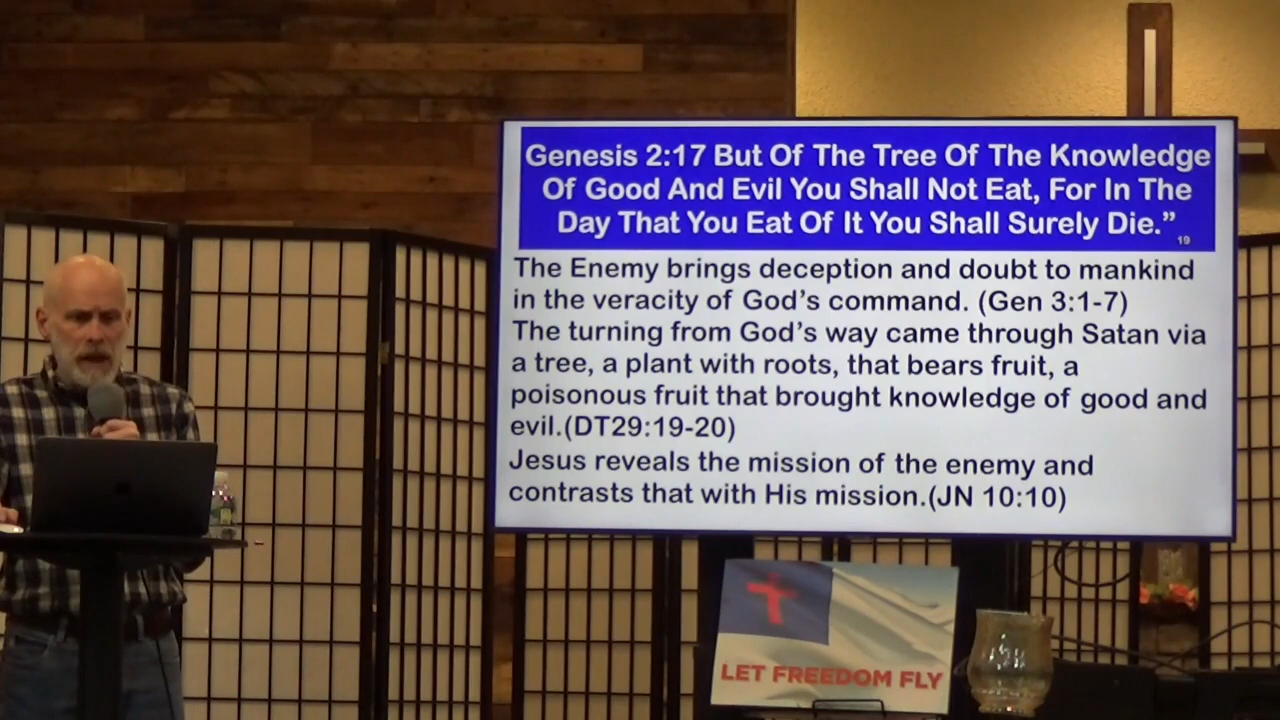 Genesis 2:17 But Of The Tree Of The Knowledge
Of Good And Evil You Shall Not Eat, For In The
Day That You Eat Of It You Shall Surely Die.”
19
The Enemy brings deception and doubt to mankind
in the veracity of God’s command. (Gen 3:1-7)
The turning from God’s way came through Satan via
a tree, a plant with roots, that bears fruit, a
poisonous fruit that brought knowledge of good and
evil.(DT29:19-20)
Jesus reveals the mission of the enemy and
contrasts that with His mission.(JN 10:10)
LET FREEDOM FLY